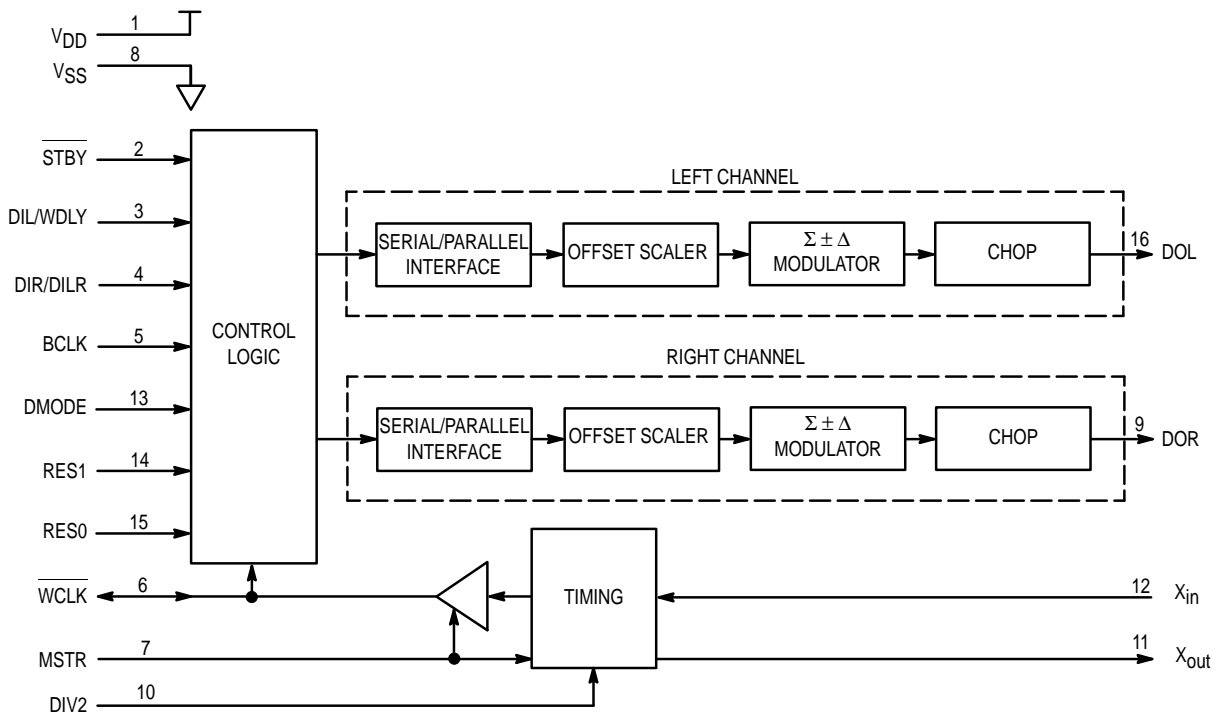 1
VDD
8
VSS
STBY 2
DIL/WDLY 3
DIR/DILR 4
BCLK 5
DMODE 13
RES1 14
RES0 15
CONTROL
LOGIC
LEFT CHANNEL
SERIAL/PARALLEL
INTERFACE
OFFSET SCALER
Σ ± Δ
MODULATOR
CHOP
16
DOL
RIGHT CHANNEL
SERIAL/PARALLEL
INTERFACE
OFFSET SCALER
Σ ± Δ
MODULATOR
CHOP
9
DOR
WCLK 6
MSTR 7
DIV2 10
TIMING
12 Xin
11 Xout